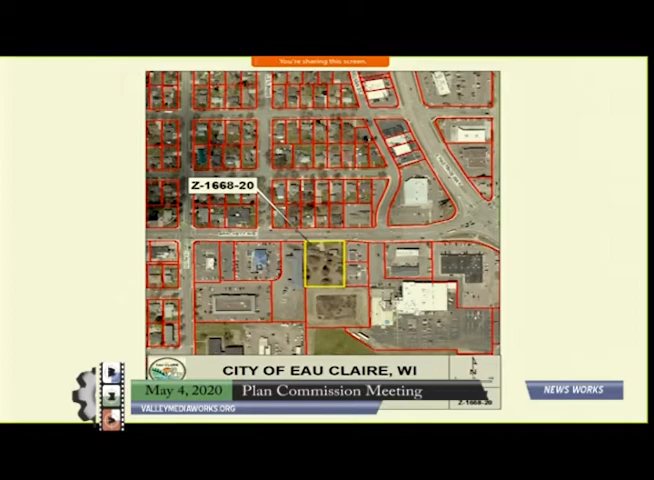 You're sharing this screen.
Z-1668-20
CITY OF EAU CLAIRE, WI
May 4, 2020 Plan Commission Meeting
NEWS WORKS
VALLEYMEDIAWORKS.ORG
Z-1668-20